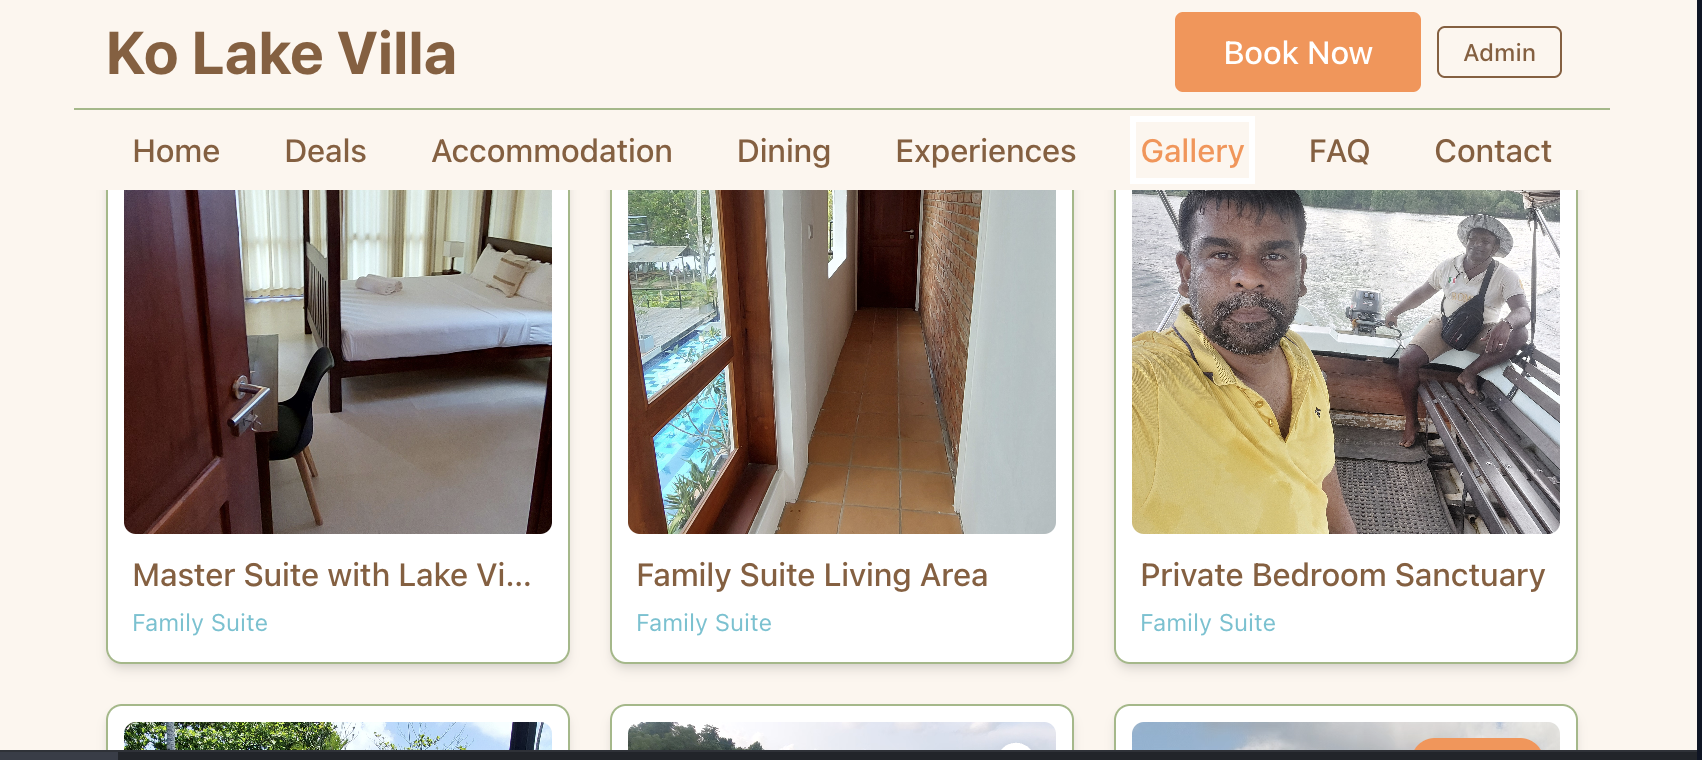 Ko Lake Villa
Book Now
Admin
Home Deals Accommodation Dining Experiences Gallery FAQ Contact
Master Suite with Lake Vi...
Family Suite
Family Suite Living Area
Family Suite
Private Bedroom Sanctuary
Family Suite